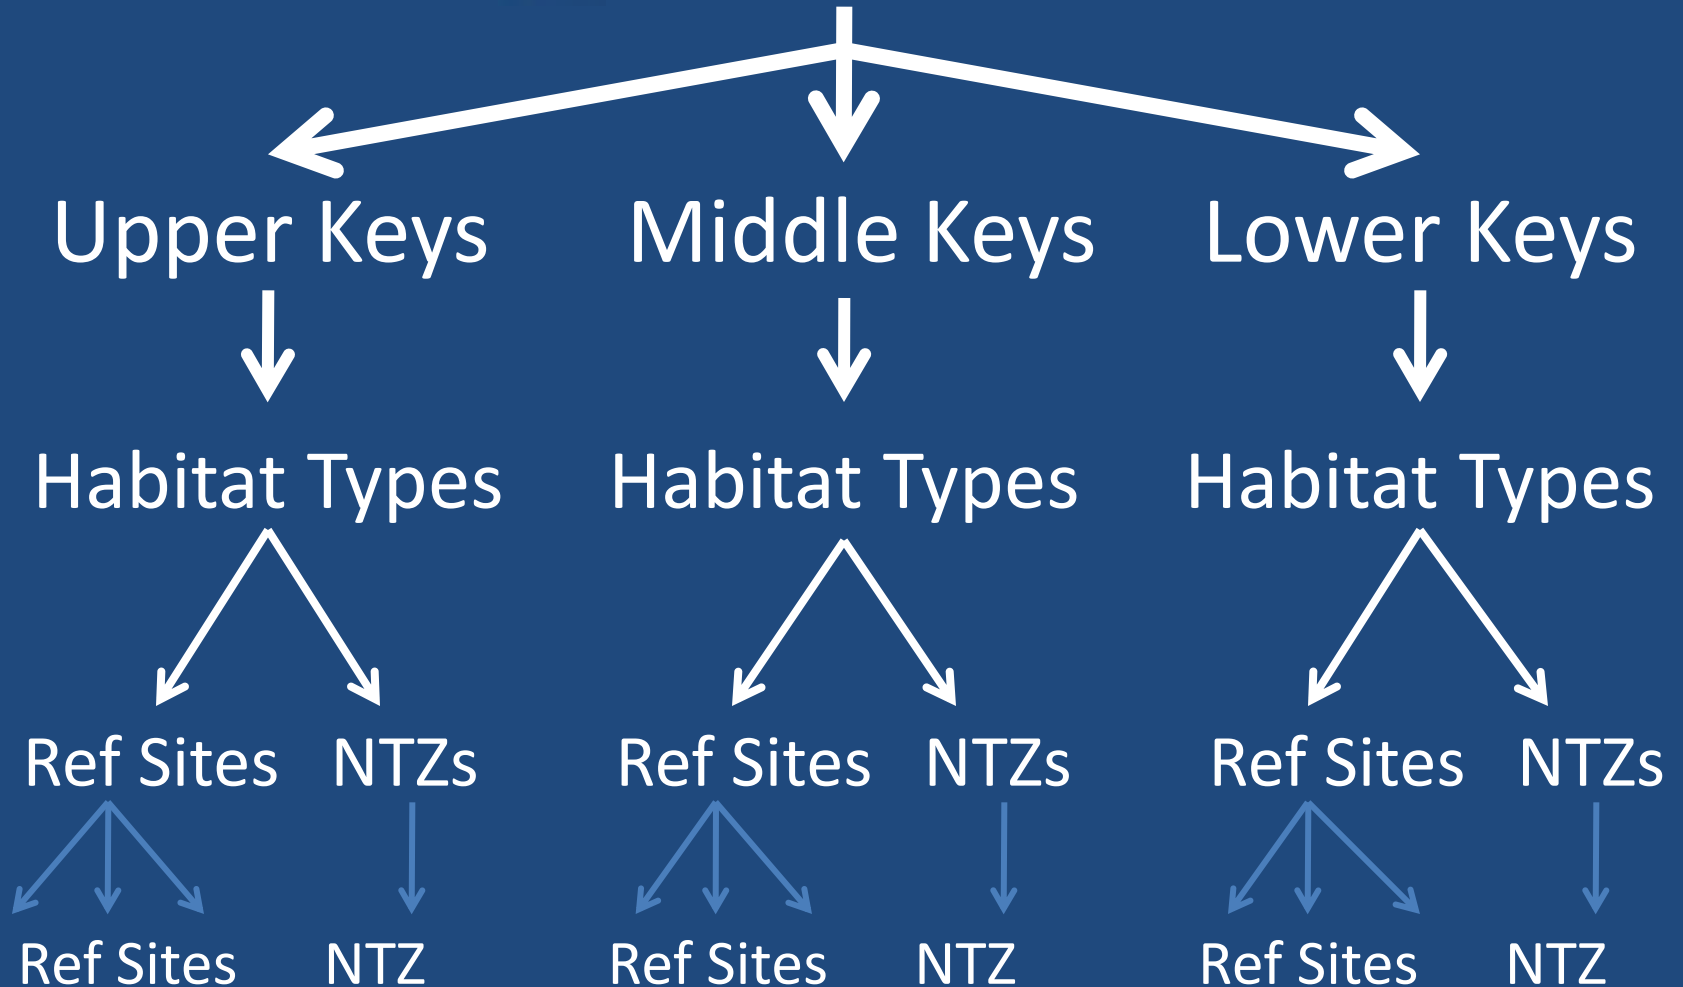 Upper Keys Middle Keys Lower Keys
Habitat Types Habitat Types Habitat Types
Ref Sites NTZs Ref Sites NTZs Ref Sites NTZs
Ref Sites NTZ Ref Sites NTZ Ref Sites NTZ